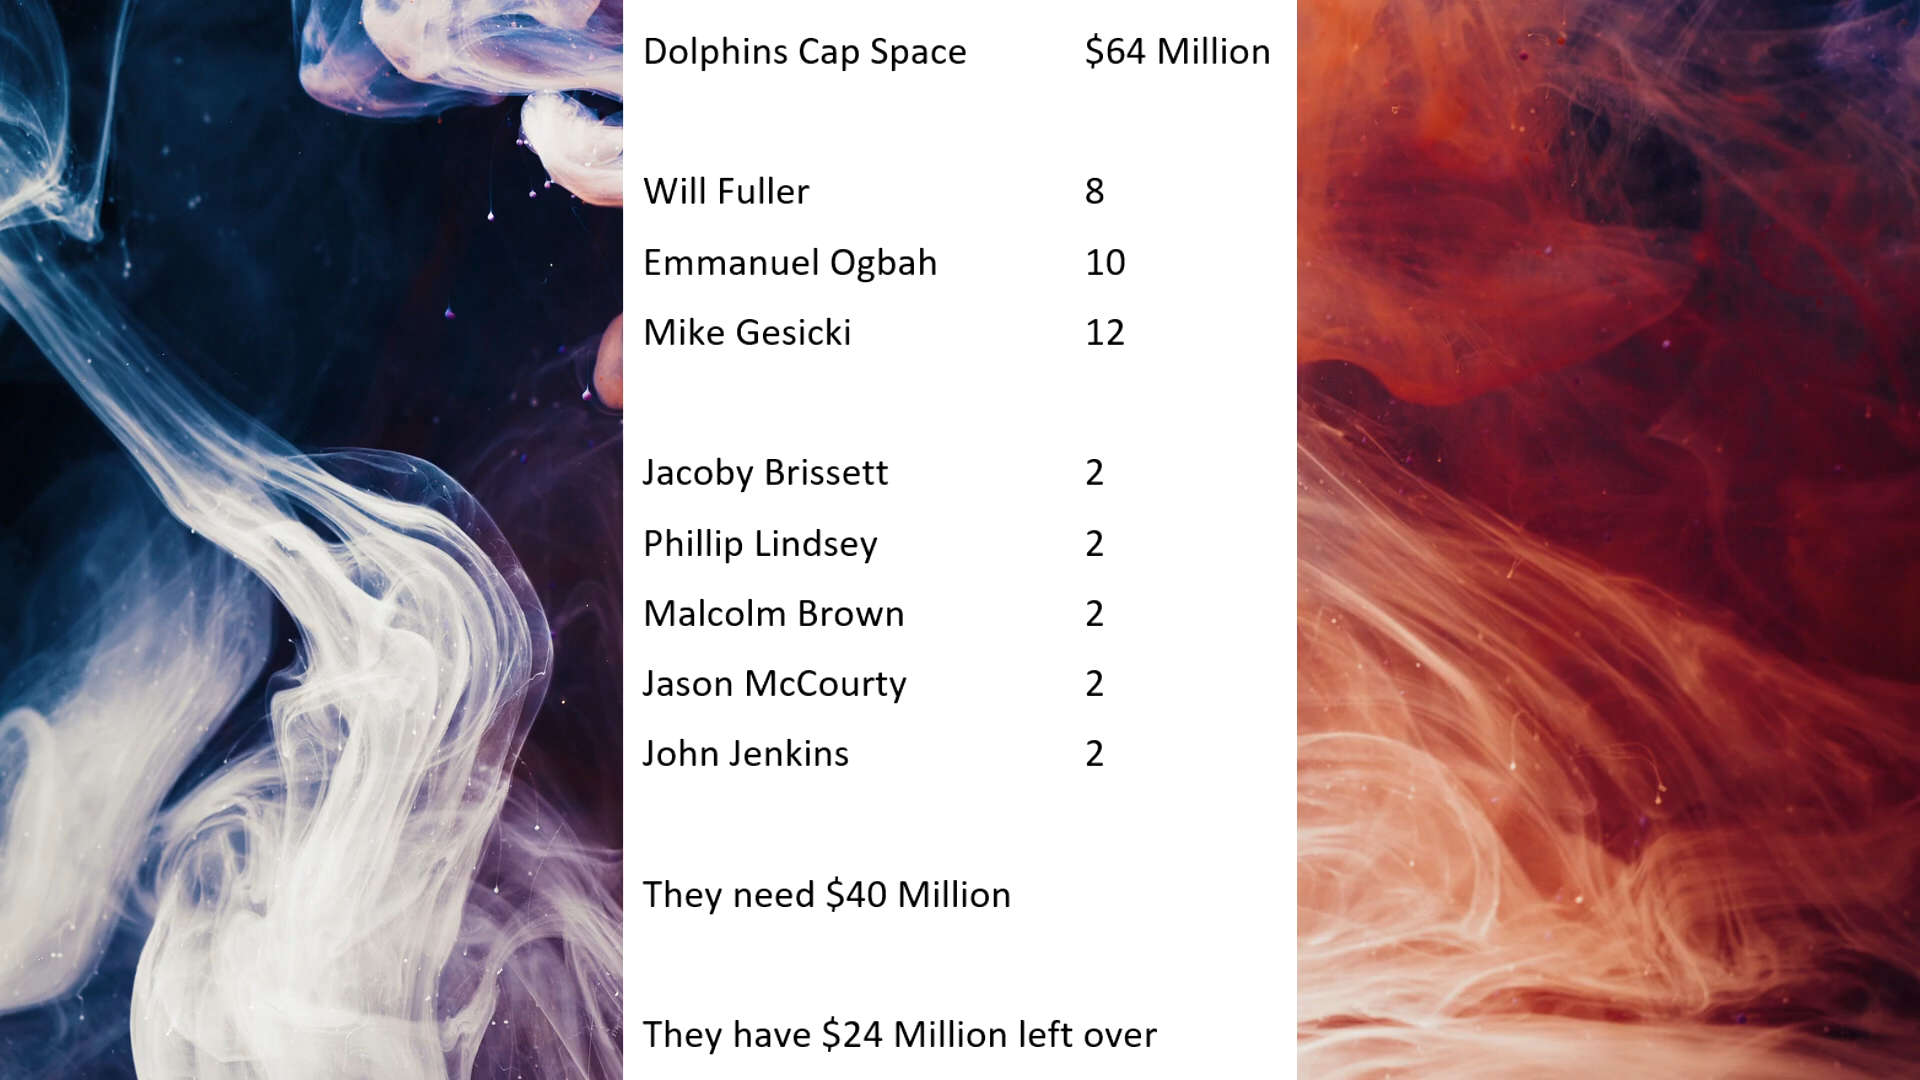 Dolphins Cap Space $64 Million
Will Fuller 8
Emmanuel Ogbah 10
Mike Gesicki 12
Jacoby Brissett 2
Phillip Lindsey 2
Malcolm Brown 2
Jason McCourty 2
John Jenkins 2
They need $40 Million
They have $24 Million left over